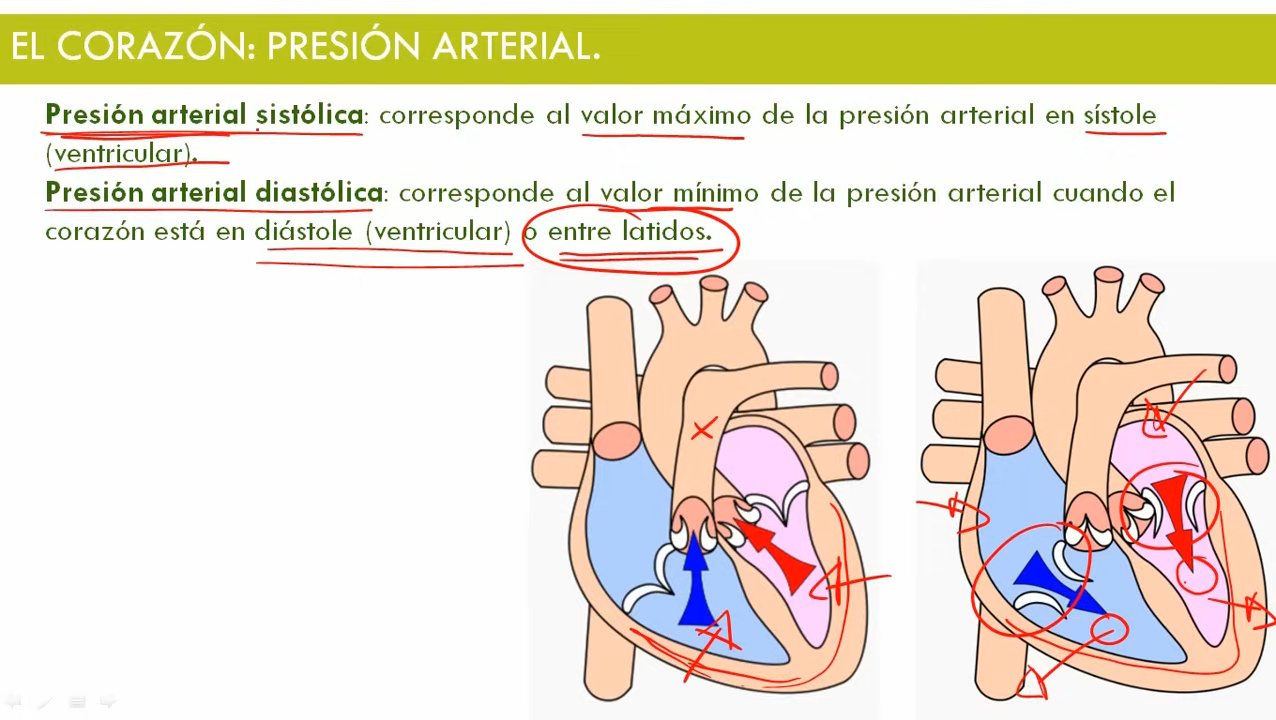 EL CORAZÓN: PRESIÓN ARTERIAL.
Presión arterial sistólica: corresponde al valor máximo de la presión arterial en sístole
(ventricular).
Presión arterial diastólica: corresponde al valor mínimo de la presión arterial cuando el
corazón está en diástole (ventricular) o entre latidos.